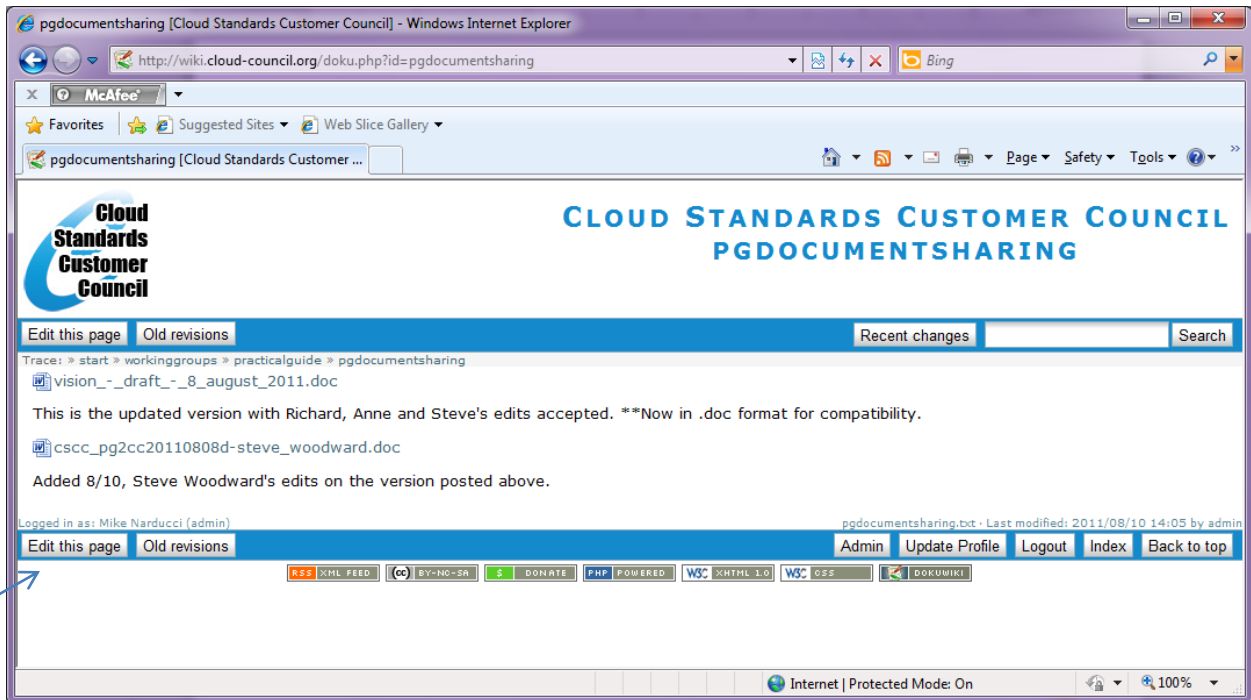 pgdocumentsharing [Cloud Standards Customer Council] - Windows Internet Explorer
http://wiki.cloud-council.org/doku.php?id=pgdocumentsharing
Bing
x McAfee
Favorites Suggested Sites Web Slice Gallery
pgdocumentsharing [Cloud Standards Customer ...
Page Safety Tools
Cloud
Standards
Customer
Council
CLOUD STANDARDS CUSTOMER COUNCIL
PGDOCUMENTSHARING
Edit this page Old revisions Recent changes Search
Trace: » start » workinggroups » practicalguide » pgdocumentsharing
vision_-_draft_-_8_august_2011.doc
This is the updated version with Richard, Anne and Steve's edits accepted. **Now in .doc format for compatibility.
cscc_pg2cc20110808d-steve_woodward.doc
Added 8/10, Steve Woodward's edits on the version posted above.
Logged in as: Mike Narducci (admin) pgdocumentsharing.txt · Last modified: 2011/08/10 14:05 by admin
Edit this page Old revisions Admin Update Profile Logout Index Back to top
RSS XML FEED (cc) BY-NC-SA $ DONATE PHP POWERED W3C XHTML 1.0 W3C CSS DOKUWIKI
Internet | Protected Mode: On 100%